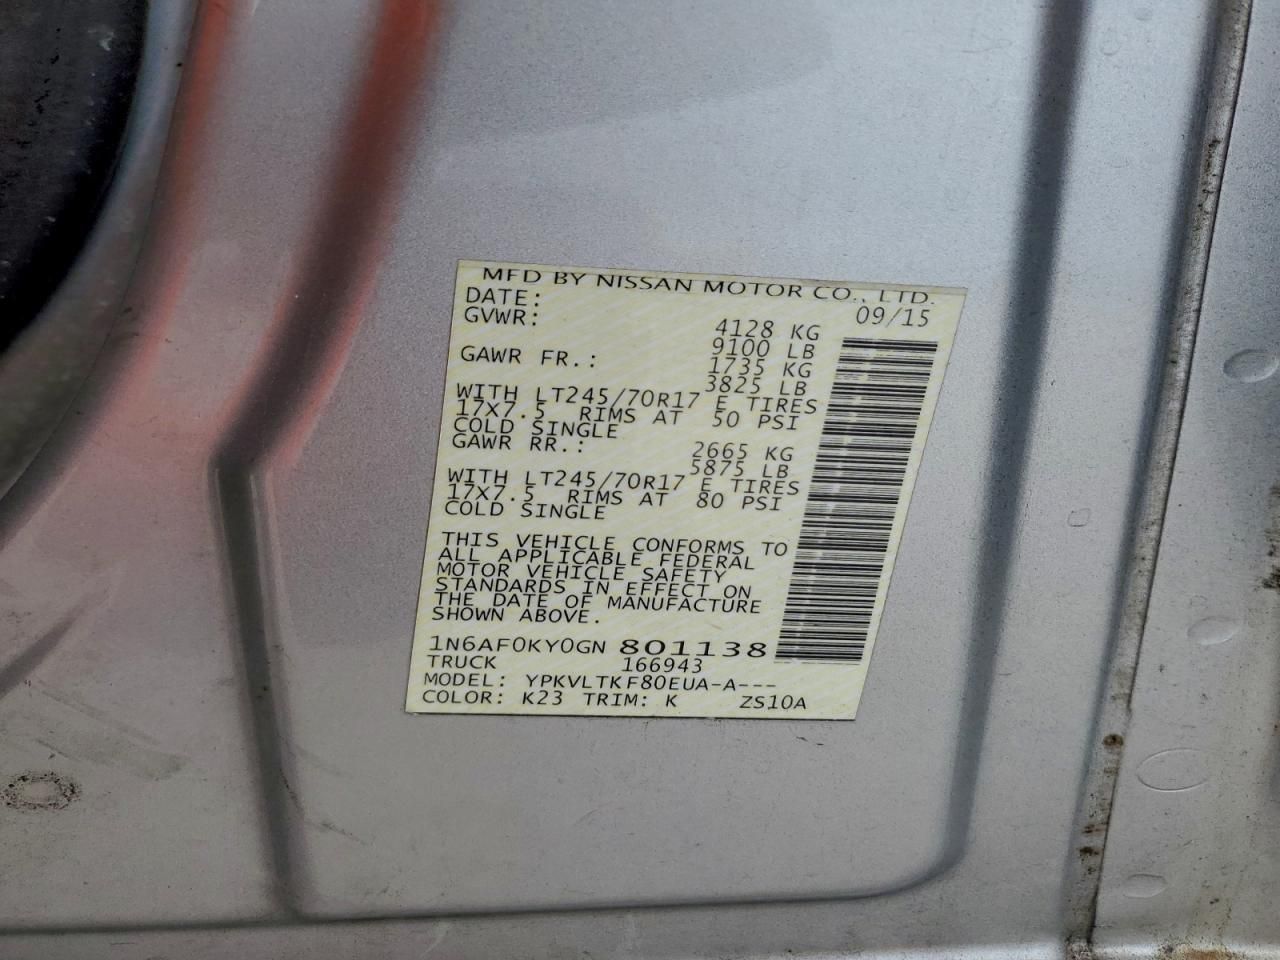 MFD BY NISSAN MOTOR CO., LTD.
DATE: 09/15
GVWR: 4128 KG
9100 LB
GAWR FR.: 1735 KG
3825 LB
WITH LT245/70R17 E TIRES
17X7.5 RIMS AT 50 PSI
COLD SINGLE
GAWR RR.: 2665 KG
5875 LB
WITH LT245/70R17 E TIRES
17X7.5 RIMS AT 80 PSI
COLD SINGLE
THIS VEHICLE CONFORMS TO
ALL APPLICABLE FEDERAL
MOTOR VEHICLE SAFETY
STANDARDS IN EFFECT ON
THE DATE OF MANUFACTURE
SHOWN ABOVE.
1N6AF0KY0GN 801138
TRUCK 166943
MODEL: YPKVLTKF80EUA-A---
COLOR: K23 TRIM: K ZS10A